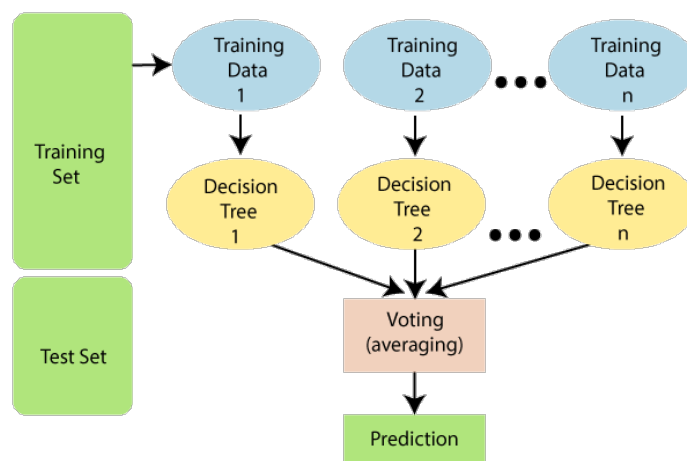 Training
Set
Training
Data
1
Training
Data
2
Training
Data
n
Decision
Tree
1
Decision
Tree
2
Decision
Tree
n
Test Set
Voting
(averaging)
Prediction